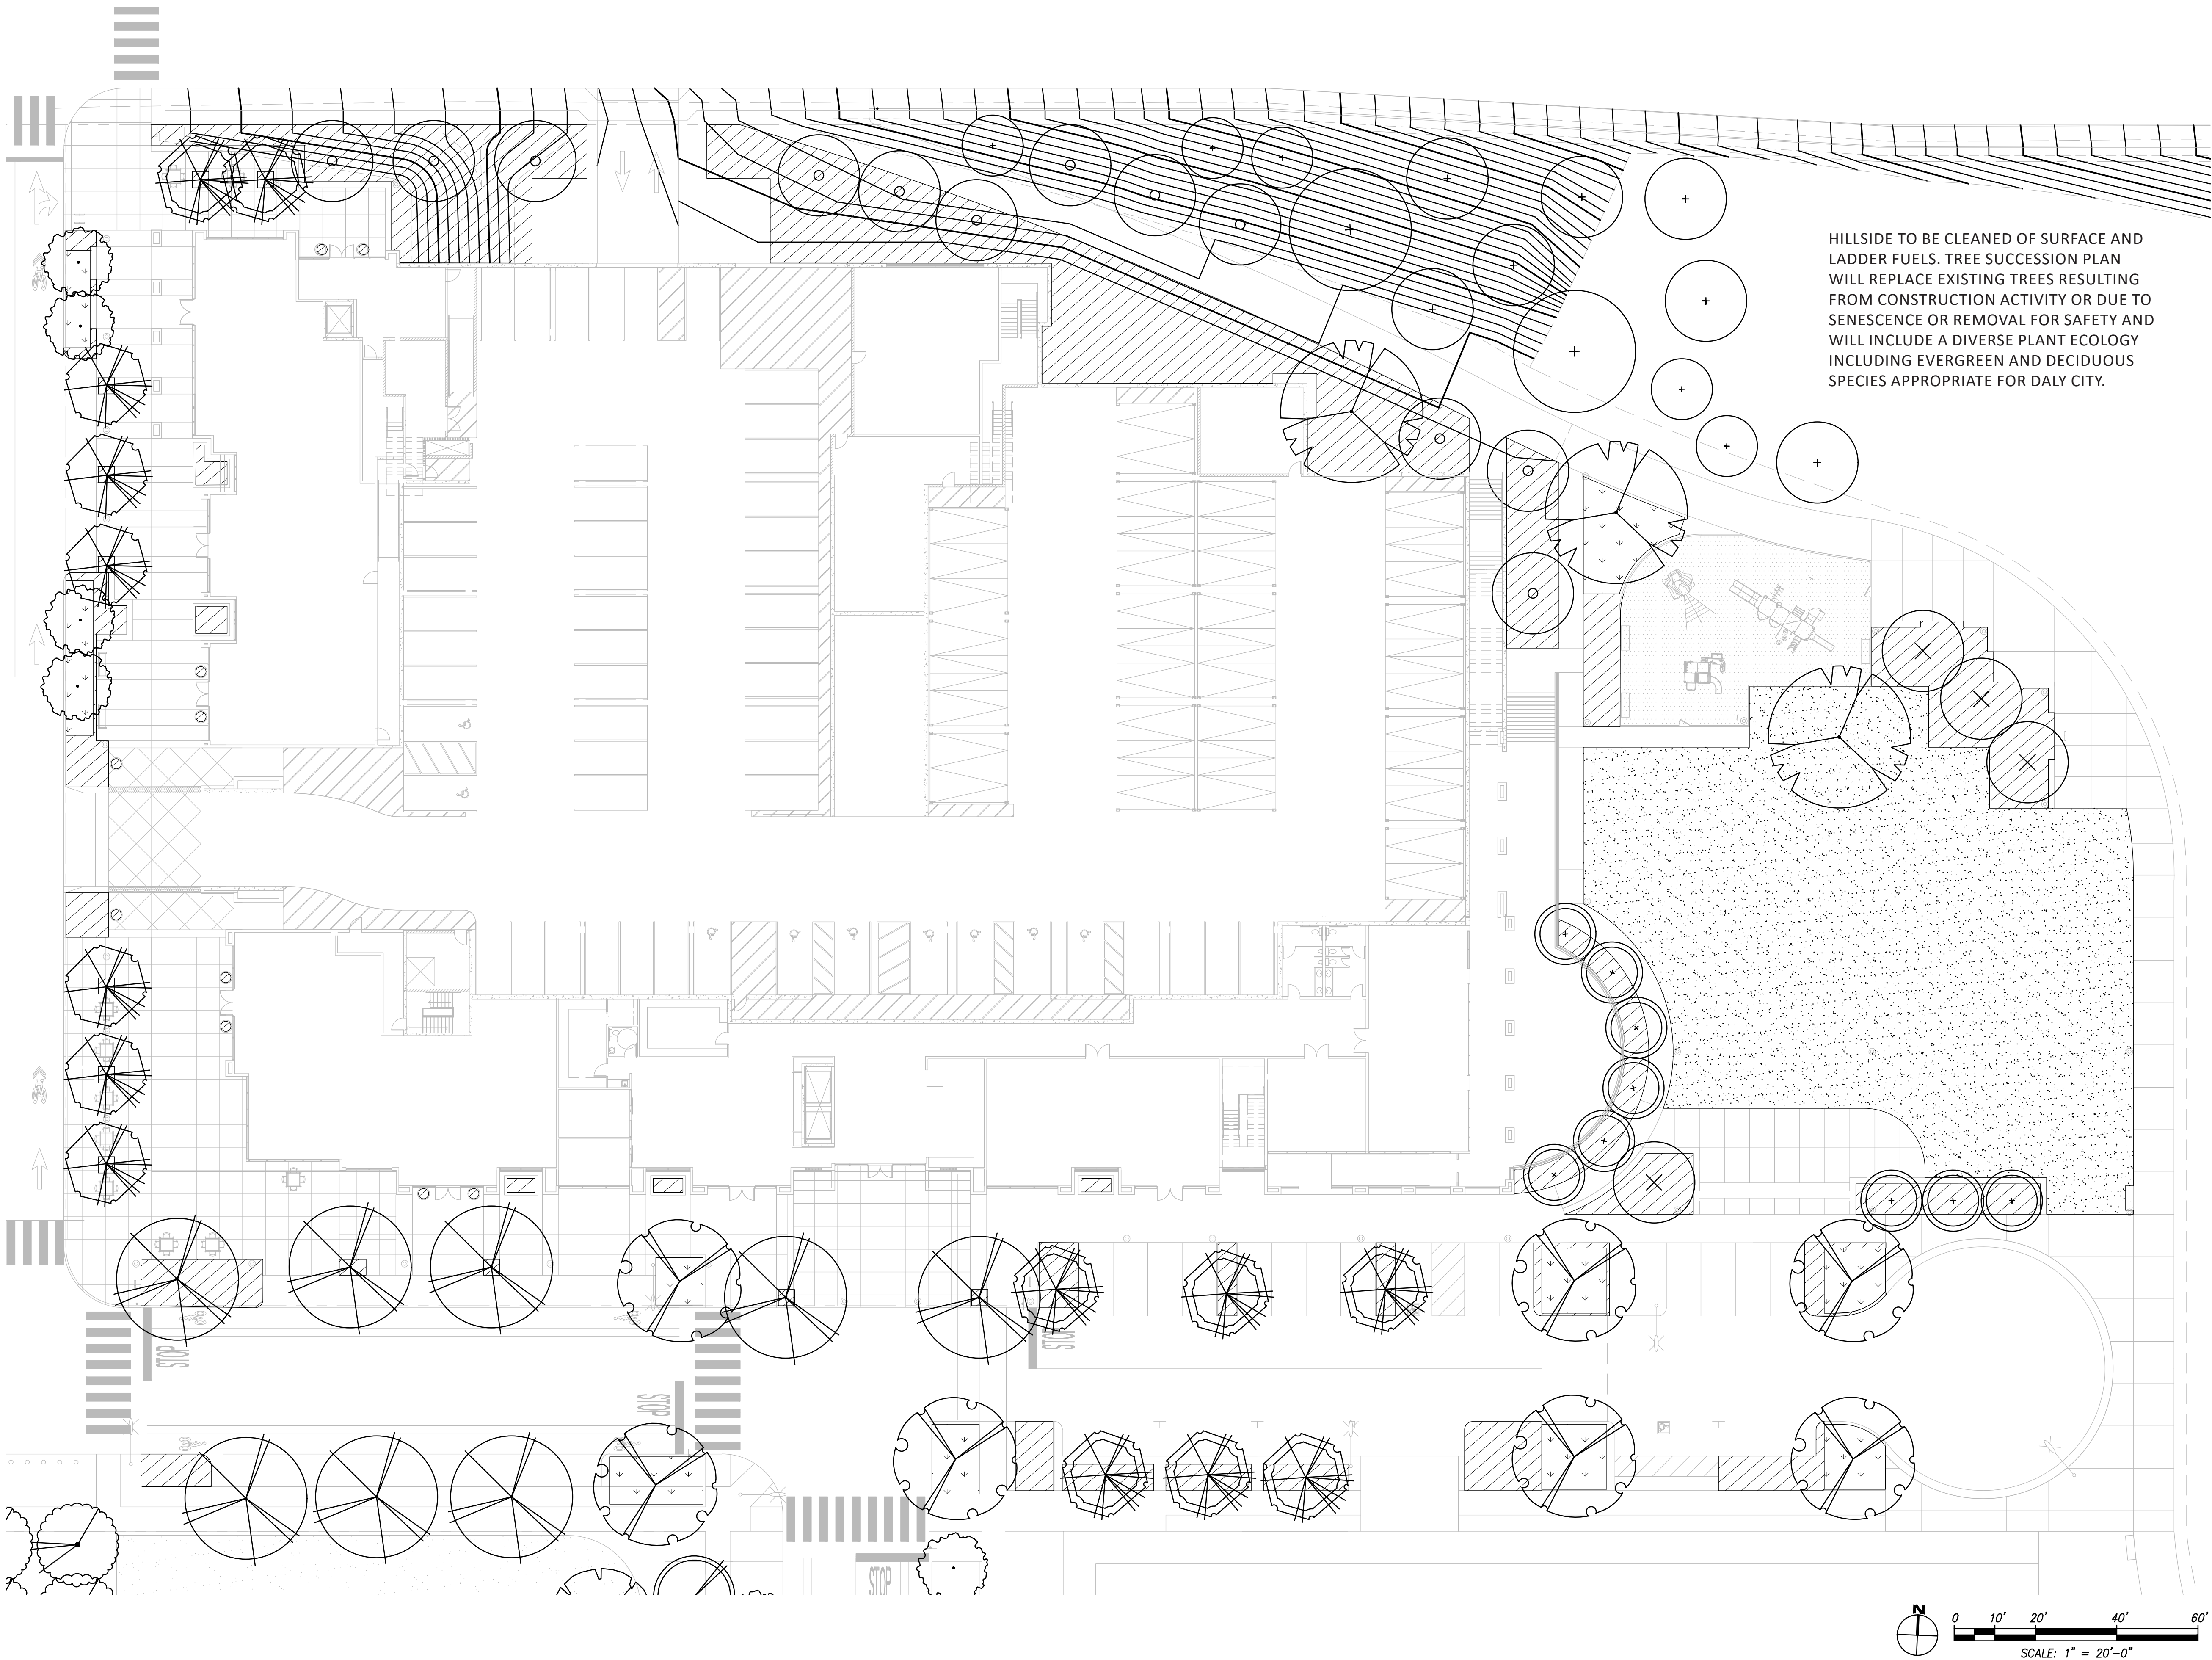 HILLSIDE TO BE CLEANED OF SURFACE AND
LADDER FUELS. TREE SUCCESSION PLAN
WILL REPLACE EXISTING TREES RESULTING
FROM CONSTRUCTION ACTIVITY OR DUE TO
SENESCENCE OR REMOVAL FOR SAFETY AND
WILL INCLUDE A DIVERSE PLANT ECOLOGY
INCLUDING EVERGREEN AND DECIDUOUS
SPECIES APPROPRIATE FOR DALY CITY.
STOP
STOP
STOP
STOP
N
0 10' 20' 40' 60'
SCALE: 1" = 20'-0"